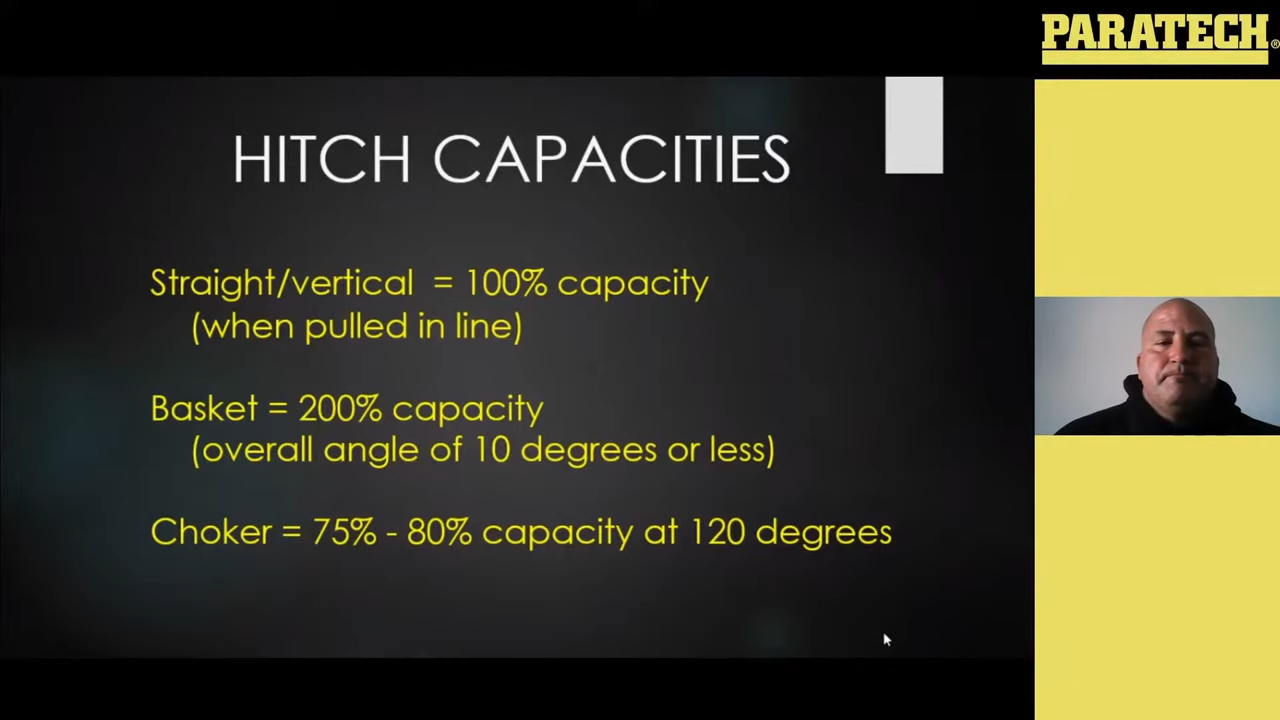 PARATECH®
HITCH CAPACITIES
Straight/vertical = 100% capacity
(when pulled in line)
Basket = 200% capacity
(overall angle of 10 degrees or less)
Choker = 75% - 80% capacity at 120 degrees